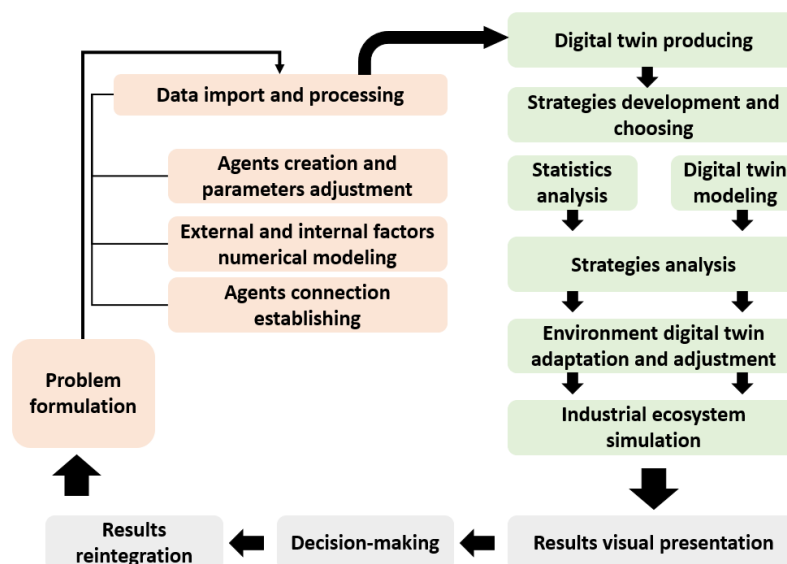 Data import and processing
Agents creation and
parameters adjustment
External and internal factors
numerical modeling
Agents connection
establishing
Problem
formulation
Digital twin producing
Strategies development and
choosing
Statistics
analysis
Digital twin
modeling
Strategies analysis
Environment digital twin
adaptation and adjustment
Industrial ecosystem
simulation
Results visual presentation
Decision-making
Results
reintegration